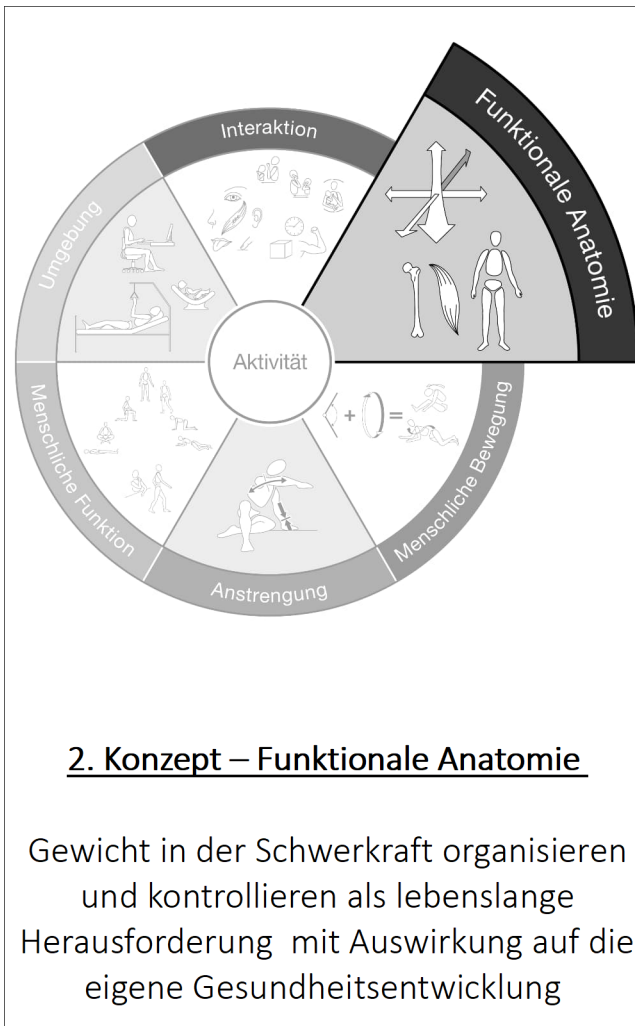 Interaktion
Funktionale Anatomie
Umgebung
Aktivität
Menschliche Funktion
Anstrengung
Menschliche Bewegung
+ =
2. Konzept – Funktionale Anatomie
Gewicht in der Schwerkraft organisieren
und kontrollieren als lebenslange
Herausforderung  mit Auswirkung auf die
eigene Gesundheitsentwicklung